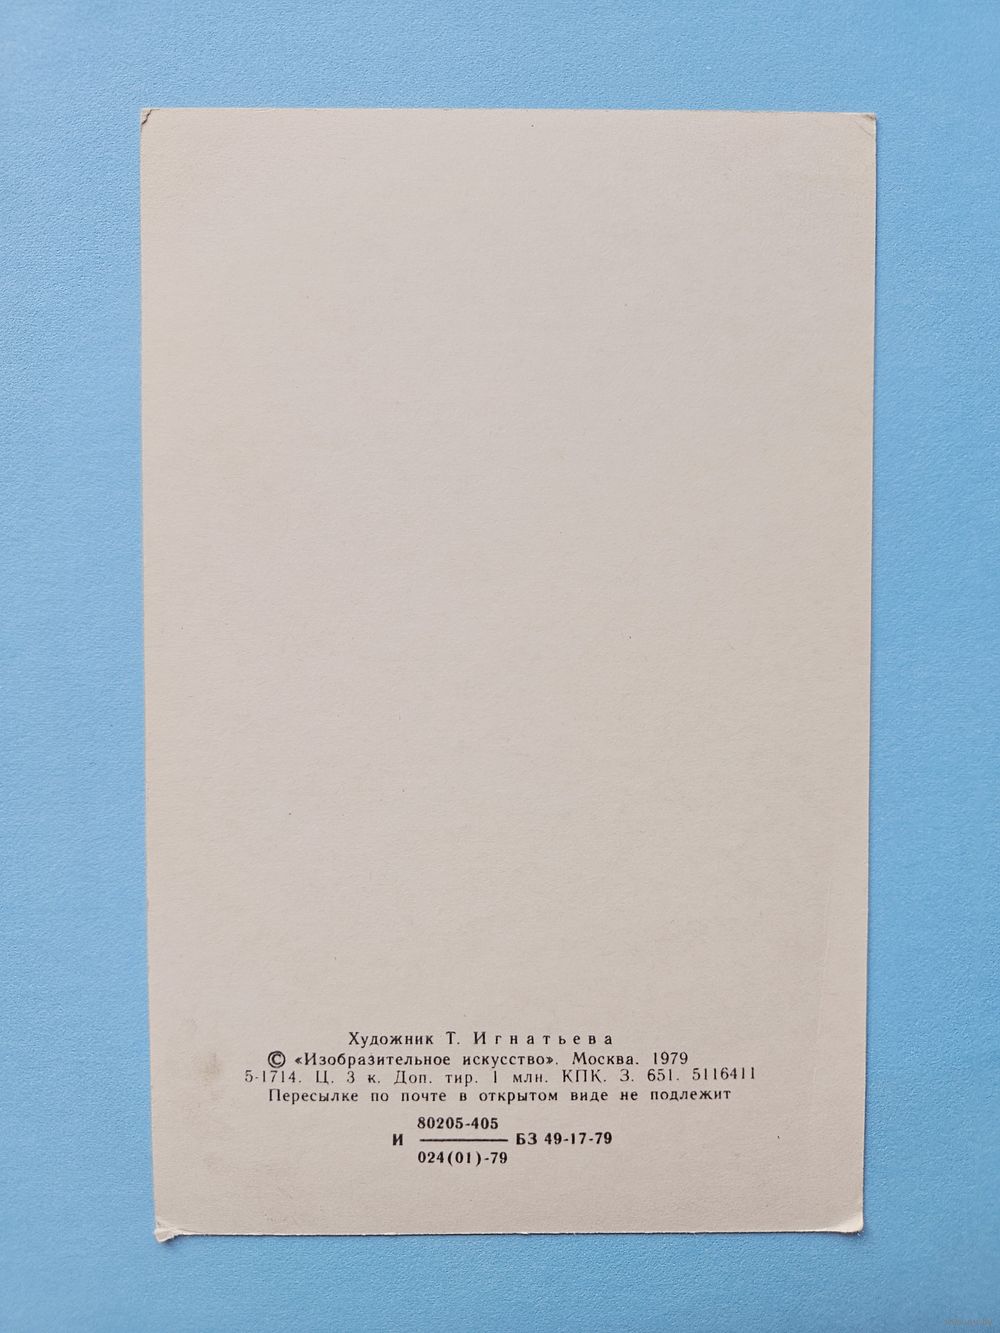 Художник Т. Игнатьева
© «Изобразительное искусство». Москва. 1979
5-1714. Ц. 3 к. Доп. тир. 1 млн. КПК. З. 651. 5116411
Пересылке по почте в открытом виде не подлежит
80205-405
И ——— БЗ 49-17-79
024(01)-79